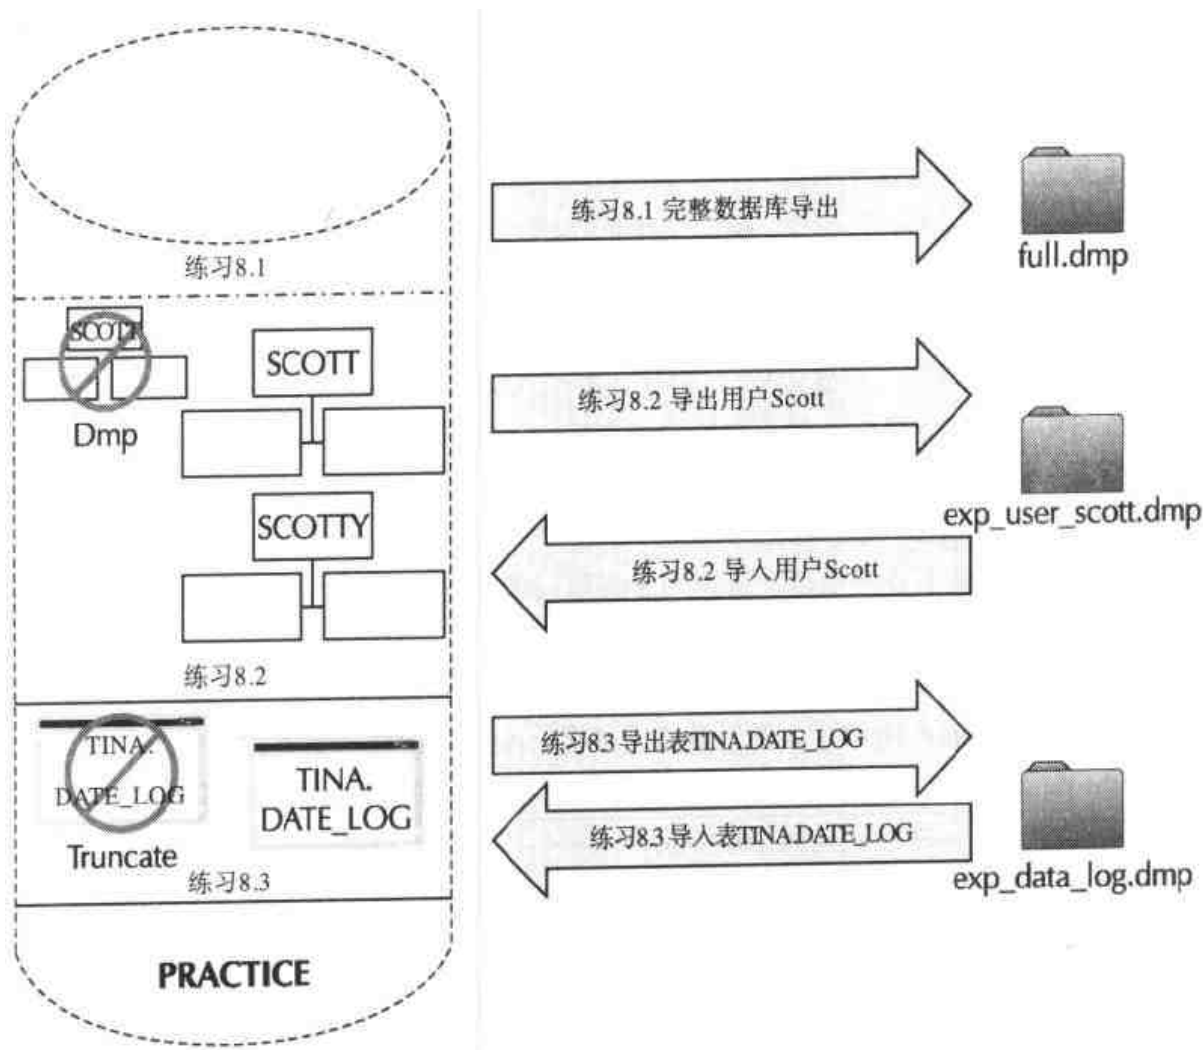 练习8.1 完整数据库导出
full.dmp
练习8.1
SCOTT
Dmp
SCOTT
练习8.2 导出用户Scott
exp_user_scott.dmp
SCOTTY
练习8.2 导入用户Scott
练习8.2
TINA.
DATE_LOG
Truncate
TINA.
DATE_LOG
练习8.3 导出表TINA.DATE_LOG
练习8.3 导入表TINA.DATE_LOG
exp_data_log.dmp
练习8.3
PRACTICE